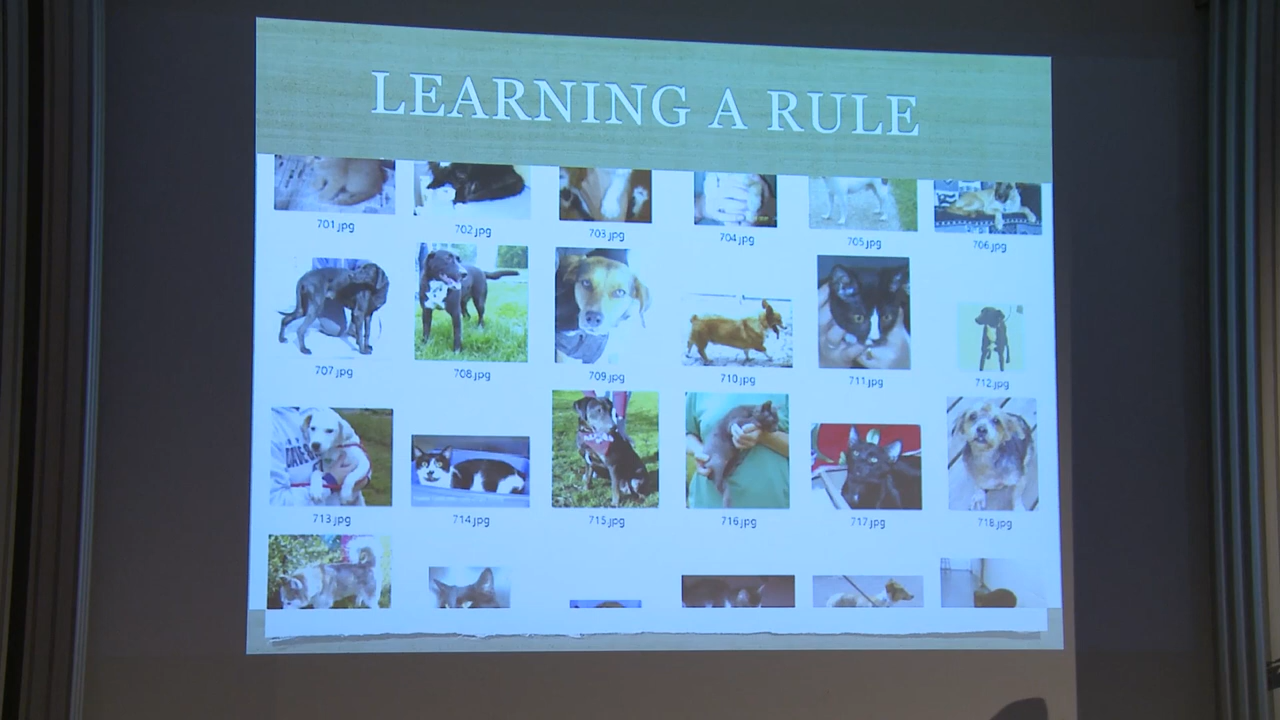 LEARNING A RULE
701.jpg 702.jpg 703.jpg 704.jpg 705.jpg 706.jpg
707.jpg 708.jpg 709.jpg 710.jpg 711.jpg 712.jpg
713.jpg 714.jpg 715.jpg 716.jpg 717.jpg 718.jpg